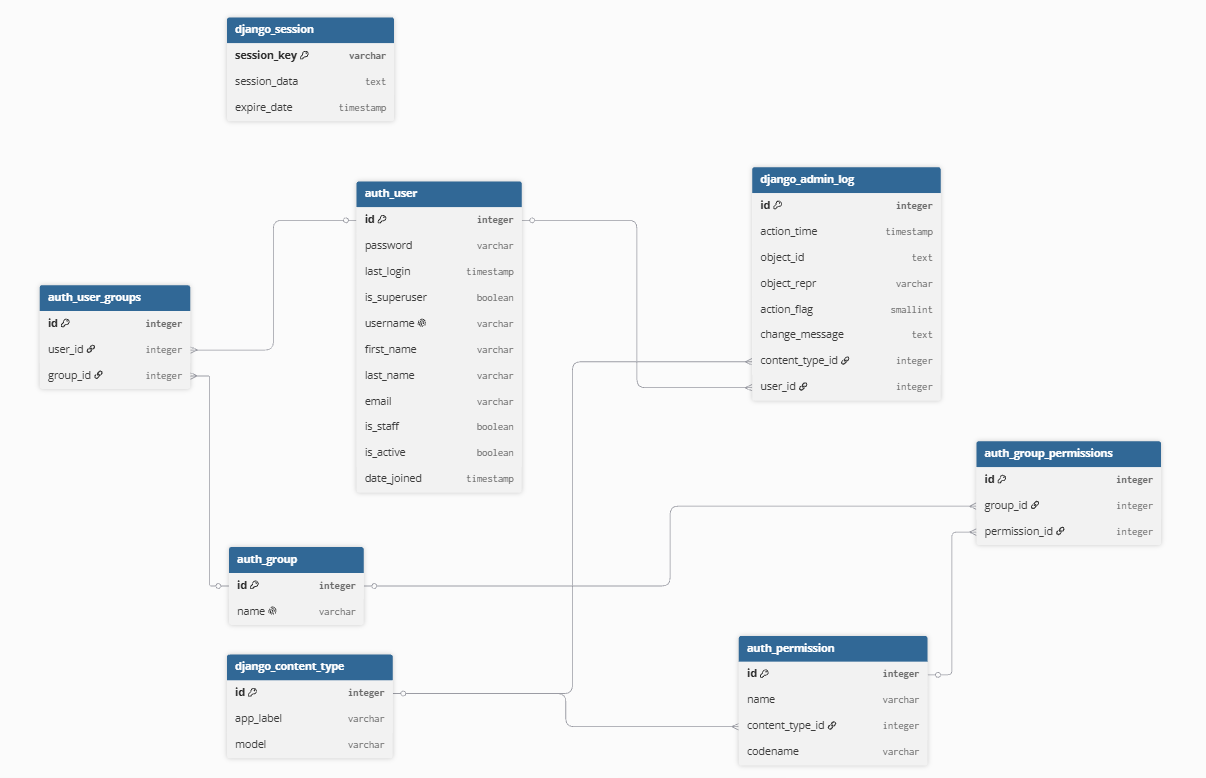 django_session
session_key varchar
session_data text
expire_date timestamp
auth_user
id integer
password varchar
last_login timestamp
is_superuser boolean
username varchar
first_name varchar
last_name varchar
email varchar
is_staff boolean
is_active boolean
date_joined timestamp
django_admin_log
id integer
action_time timestamp
object_id text
object_repr varchar
action_flag smallint
change_message text
content_type_id integer
user_id integer
auth_user_groups
id integer
user_id integer
group_id integer
auth_group_permissions
id integer
group_id integer
permission_id integer
auth_group
id integer
name varchar
django_content_type
id integer
app_label varchar
model varchar
auth_permission
id integer
name varchar
content_type_id integer
codename varchar